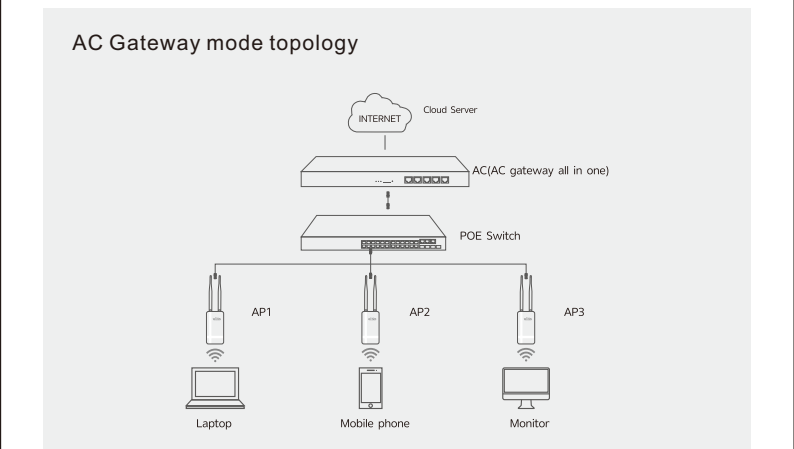 AC Gateway mode topology
INTERNET
Cloud Server
AC(AC gateway all in one)
POE Switch
AP1
AP2
AP3
Laptop
Mobile phone
Monitor